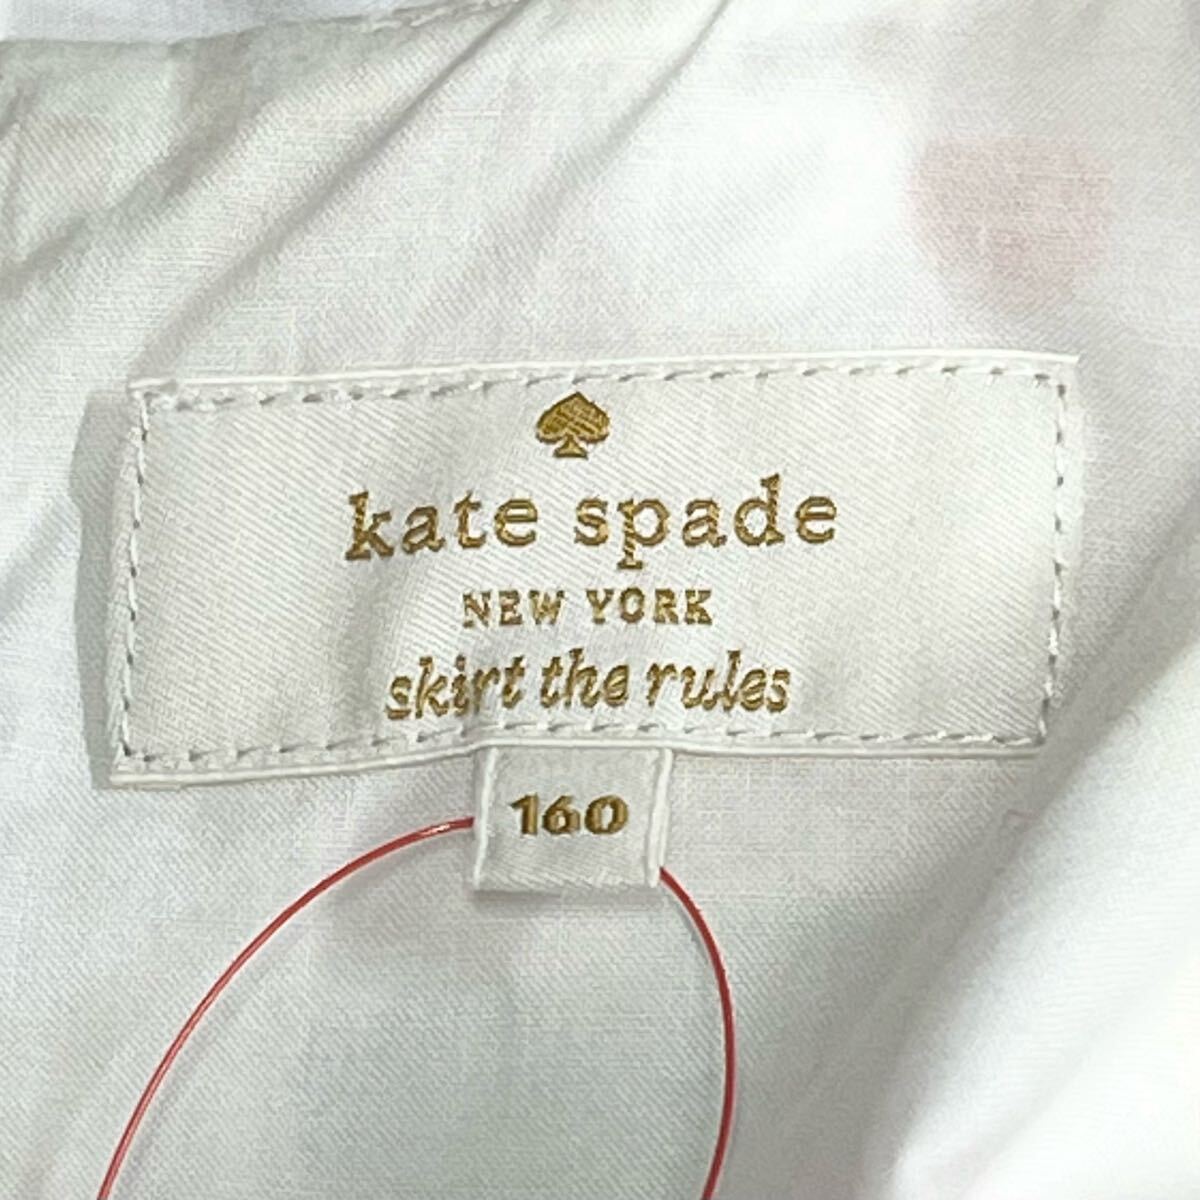 kate spade
NEW YORK
skirt the rules
160